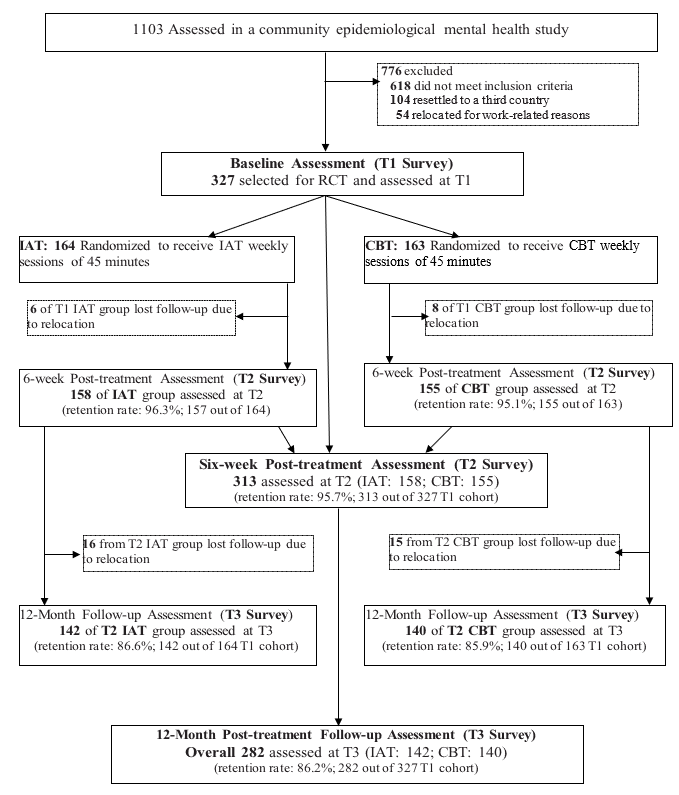 1103 Assessed in a community epidemiological mental health study
776 excluded
618 did not meet inclusion criteria
104 resettled to a third country
54 relocated for work-related reasons
Baseline Assessment (T1 Survey)
327 selected for RCT and assessed at T1
IAT: 164 Randomized to receive IAT weekly
sessions of 45 minutes
CBT: 163 Randomized to receive CBT weekly
sessions of 45 minutes
6 of T1 IAT group lost follow-up due
to relocation
8 of T1 CBT group lost follow-up due to
relocation
6-week Post-treatment Assessment (T2 Survey)
158 of IAT group assessed at T2
(retention rate: 96.3%; 157 out of 164)
6-week Post-treatment Assessment (T2 Survey)
155 of CBT group assessed at T2
(retention rate: 95.1%; 155 out of 163)
Six-week Post-treatment Assessment (T2 Survey)
313 assessed at T2 (IAT: 158; CBT: 155)
(retention rate: 95.7%; 313 out of 327 T1 cohort)
16 from T2 IAT group lost follow-up due
to relocation
15 from T2 CBT group lost follow-up due
to relocation
12-Month Follow-up Assessment (T3 Survey)
142 of T2 IAT group assessed at T3
(retention rate: 86.6%; 142 out of 164 T1 cohort)
12-Month Follow-up Assessment (T3 Survey)
140 of T2 CBT group assessed at T3
(retention rate: 85.9%; 140 out of 163 T1 cohort)
12-Month Post-treatment Follow-up Assessment (T3 Survey)
Overall 282 assessed at T3 (IAT: 142; CBT: 140)
(retention rate: 86.2%; 282 out of 327 T1 cohort)